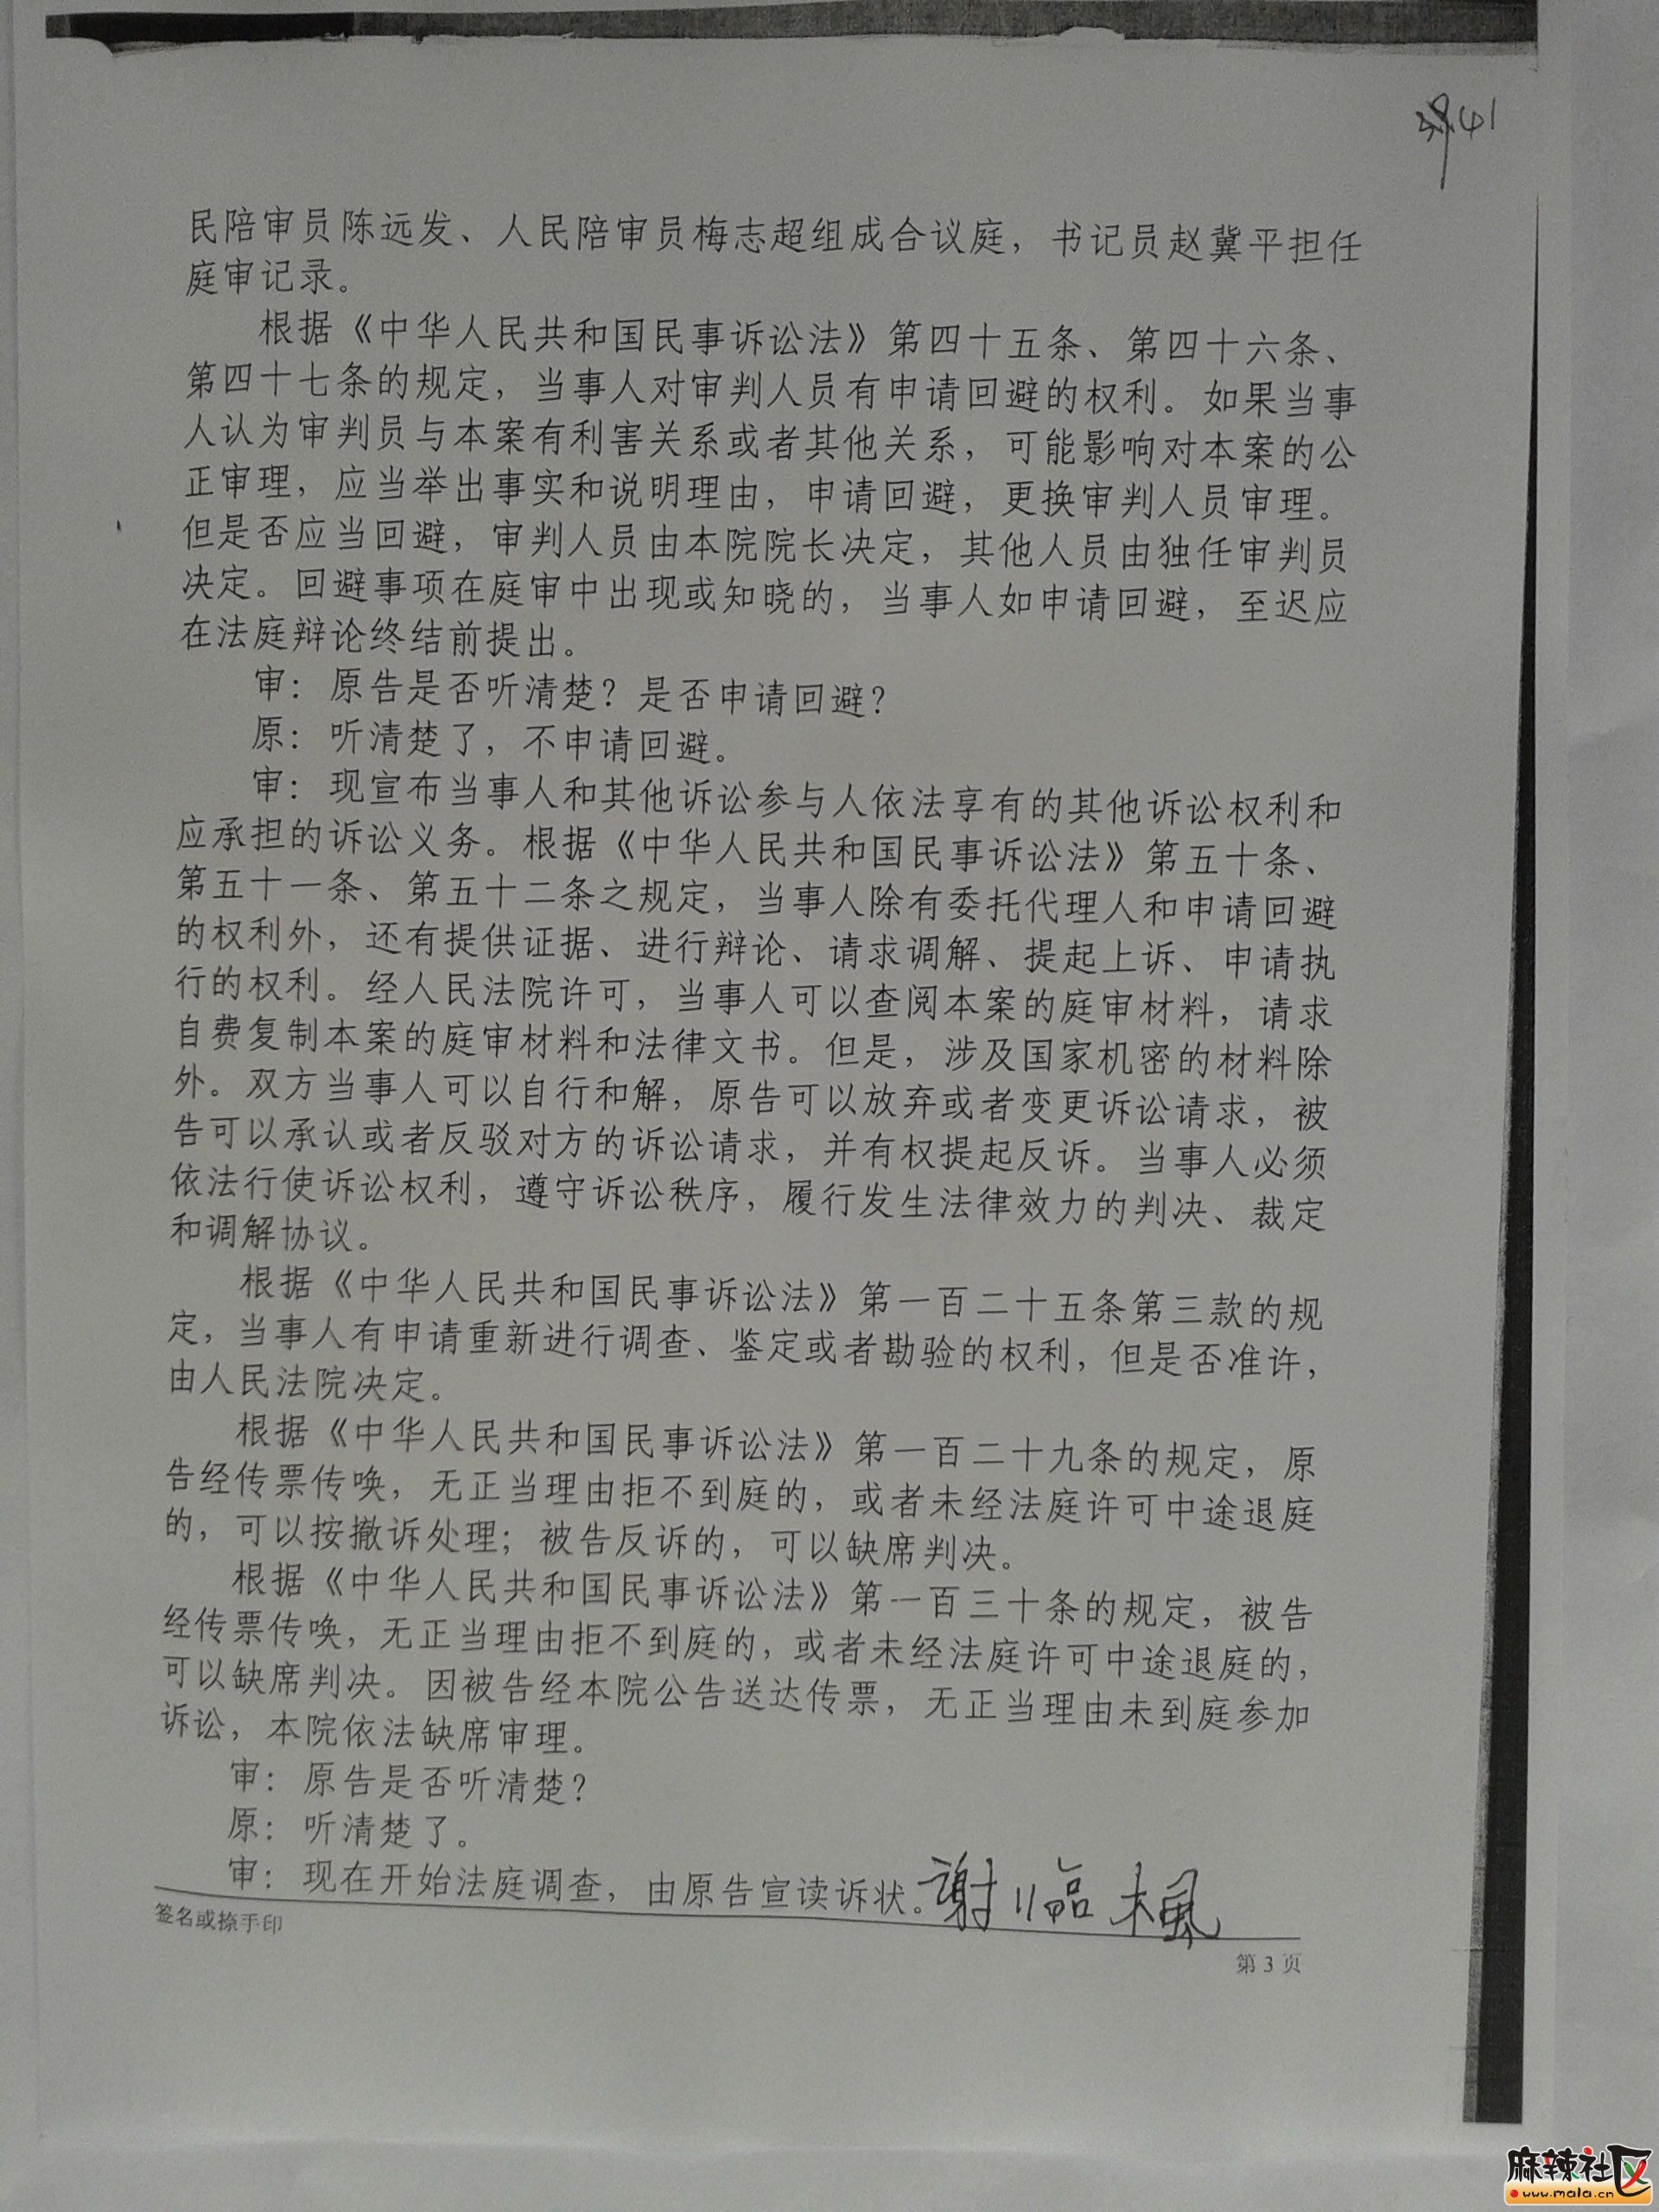 41
民陪审员陈远发、人民陪审员梅志超组成合议庭，书记员赵冀平担任
庭审记录。
根据《中华人民共和国民事诉讼法》第四十五条、第四十六条、
第四十七条的规定，当事人对审判人员有申请回避的权利。如果当事
人认为审判员与本案有利害关系或者其他关系，可能影响对本案的公
正审理，应当举出事实和说明理由，申请回避，更换审判人员审理。
但是否应当回避，审判人员由本院院长决定，其他人员由独任审判员
决定。回避事项在庭审中出现或知晓的，当事人如申请回避，至迟应
在法庭辩论终结前提出。
审：原告是否听清楚？是否申请回避？
原：听清楚了，不申请回避。
审：现宣布当事人和其他诉讼参与人依法享有的其他诉讼权利和
应承担的诉讼义务。根据《中华人民共和国民事诉讼法》第五十条、
第五十一条、第五十二条之规定，当事人除有委托代理人和申请回避
的权利外，还有提供证据、进行辩论、请求调解、提起上诉、申请执
行的权利。经人民法院许可，当事人可以查阅本案的庭审材料，请求
自费复制本案的庭审材料和法律文书。但是，涉及国家机密的材料除
外。双方当事人可以自行和解，原告可以放弃或者变更诉讼请求，被
告可以承认或者反驳对方的诉讼请求，并有权提起反诉。当事人必须
依法行使诉讼权利，遵守诉讼秩序，履行发生法律效力的判决、裁定
和调解协议。
根据《中华人民共和国民事诉讼法》第一百二十五条第三款的规
定，当事人有申请重新进行调查、鉴定或者勘验的权利，但是否准许，
由人民法院决定。
根据《中华人民共和国民事诉讼法》第一百二十九条的规定，原
告经传票传唤，无正当理由拒不到庭的，或者未经法庭许可中途退庭
的，可以按撤诉处理；被告反诉的，可以缺席判决。
根据《中华人民共和国民事诉讼法》第一百三十条的规定，被告
经传票传唤，无正当理由拒不到庭的，或者未经法庭许可中途退庭的，
可以缺席判决。因被告经本院公告送达传票，无正当理由未到庭参加
诉讼，本院依法缺席审理。
审：原告是否听清楚？
原：听清楚了。
审：现在开始法庭调查，由原告宣读诉状。謝临楓
签名或捺手印
第 3 页
麻辣社区
www.mala.cn